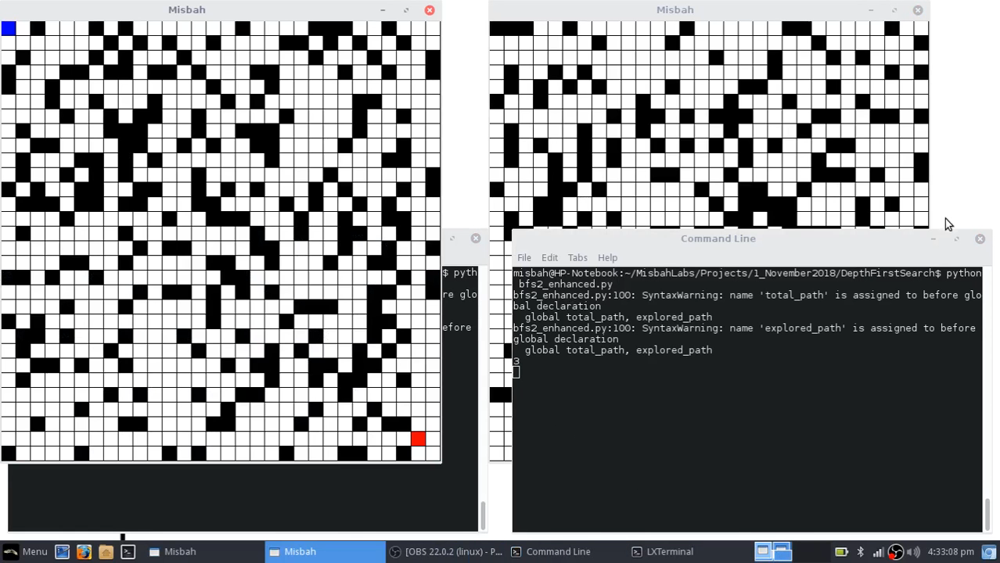 Misbah
Misbah
Command Line
File Edit Tabs Help
$ pyth
re glo
before
misbah@HP-Notebook:~/MisbahLabs/Projects/1_November2018/DepthFirstSearch$ python
bfs2_enhanced.py
bfs2_enhanced.py:100: SyntaxWarning: name 'total_path' is assigned to before glo
bal declaration
global total_path, explored_path
bfs2_enhanced.py:100: SyntaxWarning: name 'explored_path' is assigned to before
global declaration
global total_path, explored_path
3
Menu Misbah Misbah [OBS 22.0.2 (linux) - P... Command Line LXTerminal 4:33:08 pm